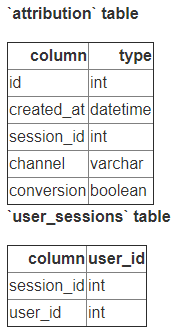 `attribution` table
column type
id int
created_at datetime
session_id int
channel varchar
conversion boolean
`user_sessions` table
column user_id
session_id int
user_id int